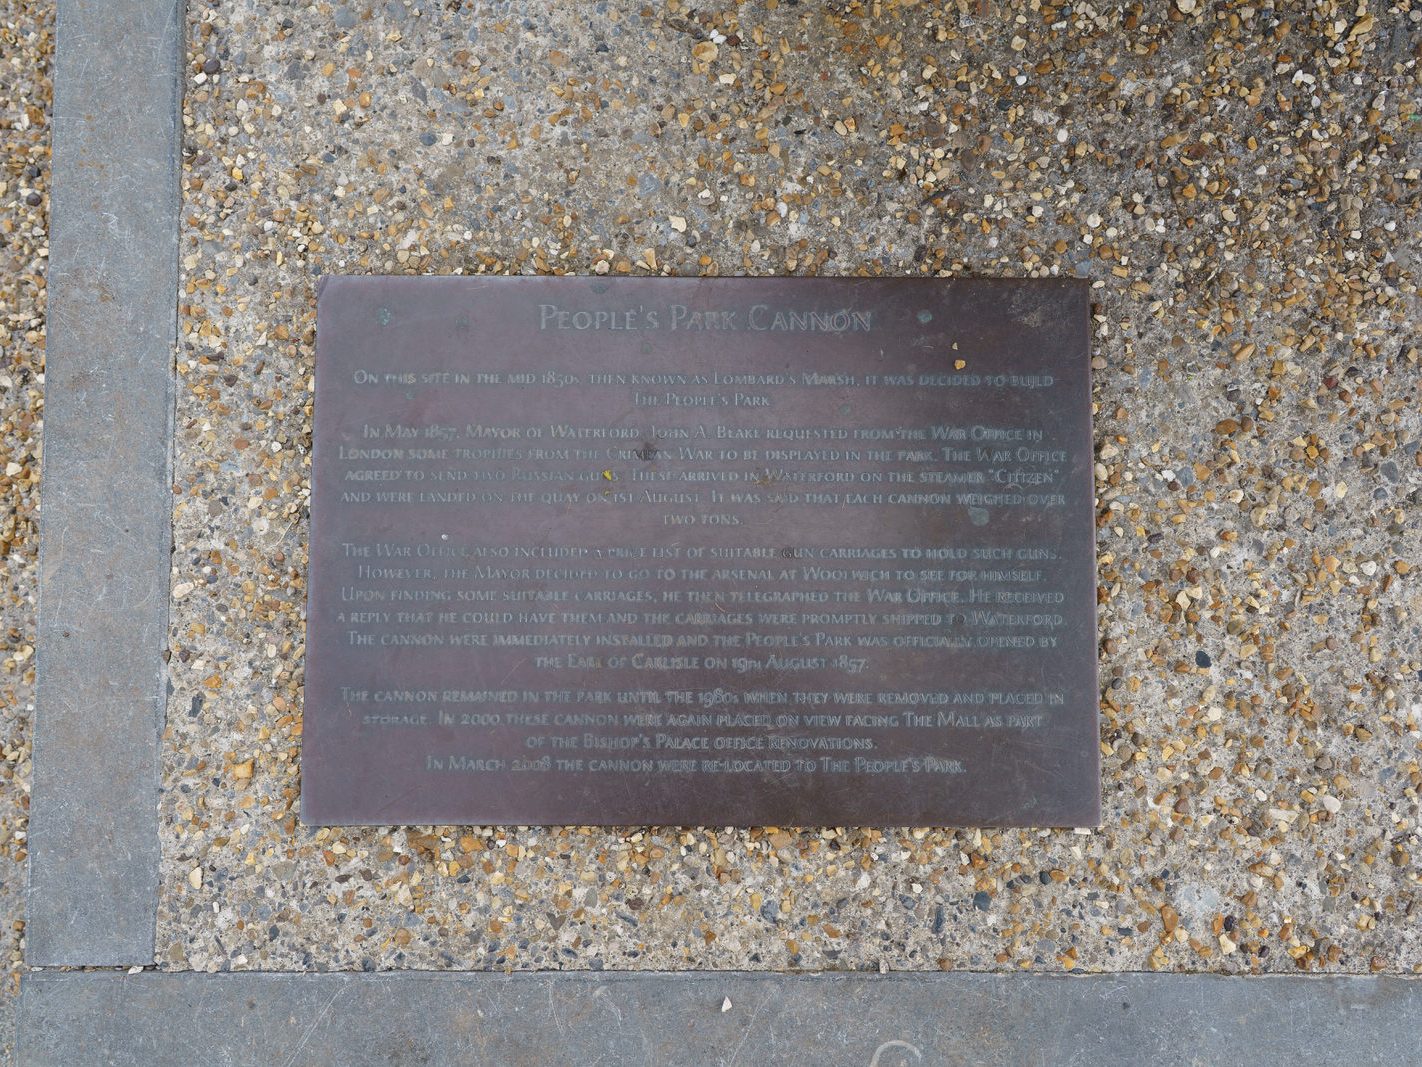 People's Park Cannon
On this site in the mid 1850s, then known as Lombard's Marsh, it was decided to build
The People's Park
In May 1857, Mayor of Waterford, John A. Blake requested from the War Office in
London some trophies from the Crimean War to be displayed in the park. The War Office
agreed to send two Russian guns. These arrived in Waterford on the steamer "Citizen"
and were landed on the quay on 1st August. It was said that each cannon weighed over
two tons.
The War Office also included a price list of suitable gun carriages to hold such guns.
However, the Mayor decided to go to the arsenal at Woolwich to see for himself.
Upon finding some suitable carriages, he then telegraphed the War Office. He received
a reply that he could have them and the carriages were promptly shipped to Waterford.
The cannon were immediately installed and the People's Park was officially opened by
the Earl of Carlisle on 19th August 1857.
The cannon remained in the park until the 1980s when they were removed and placed in
storage. In 2000 these cannon were again placed on view facing The Mall as part
of the Bishop's Palace office renovations.
In March 2008 the cannon were re-located to The People's Park.